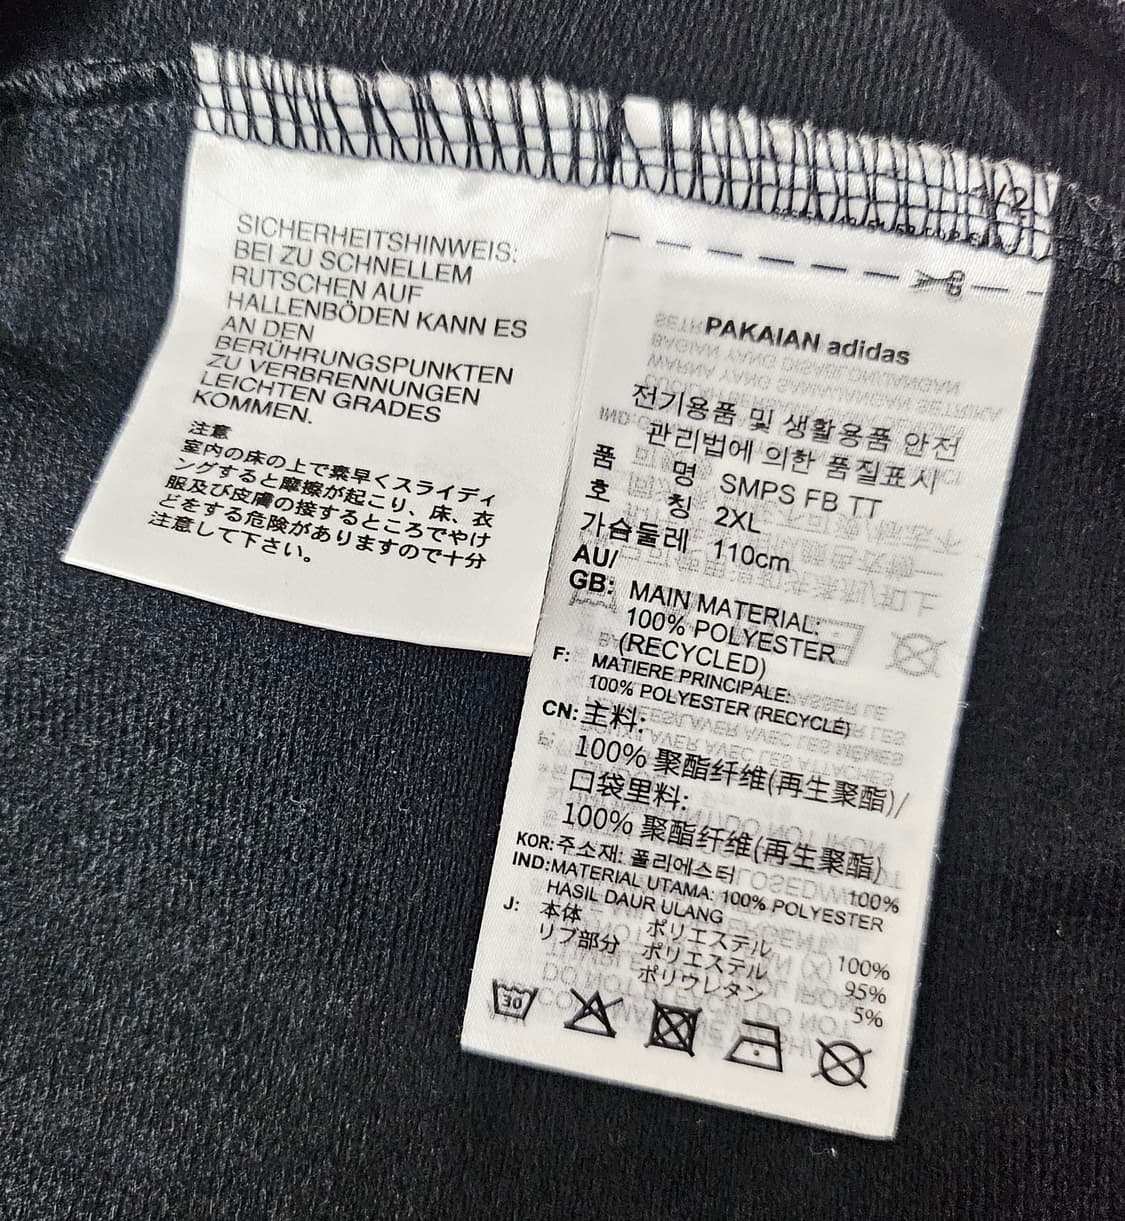 SICHERHEITSHINWEIS:
BEI ZU SCHNELLEM
RUTSCHEN AUF
HALLENBÖDEN KANN ES
AN DEN
BERÜHRUNGSPUNKTEN
ZU VERBRENNUNGEN
LEICHTEN GRADES
KOMMEN.
注意
室内の床の上で素早くスライディ
ングすると摩擦が起こり、床、衣
服及び皮膚の接するところでやけ
どをする危険がありますので十分
注意して下さい。
1/2
PAKAIAN adidas
전기용품 및 생활용품 안전
관리법에 의한 품질표시
품 명 SMPS FB TT
호 칭 2XL
가슴둘레 110cm
AU/
GB: MAIN MATERIAL:
100% POLYESTER
(RECYCLED)
F: MATIERE PRINCIPALE:
100% POLYESTER (RECYCLÉ)
CN: 主料:
100% 聚酯纤维(再生聚酯)/
口袋里料:
100% 聚酯纤维(再生聚酯)
KOR: 주소재: 폴리에스터 100%
IND: MATERIAL UTAMA: 100% POLYESTER
HASIL DAUR ULANG
J: 本体 ポリエステル 100%
リブ部分 ポリエステル 95%
ポリウレタン 5%
30